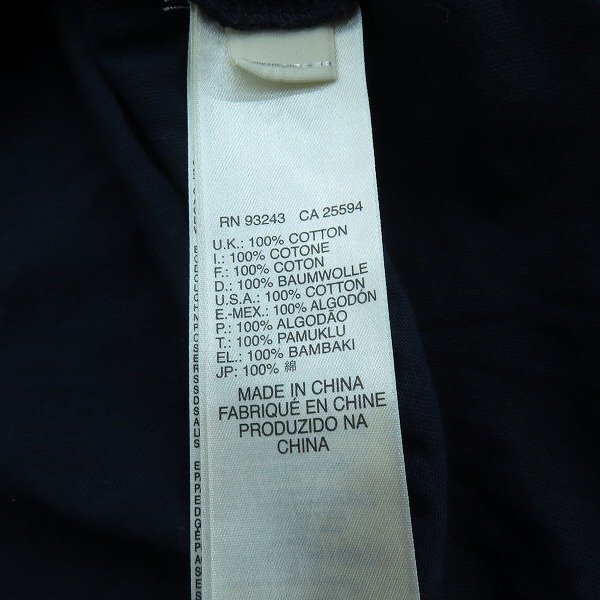 RN 93243 CA 25594
U.K.: 100% COTTON
I.: 100% COTONE
F.: 100% COTON
D.: 100% BAUMWOLLE
U.S.A.: 100% COTTON
E.-MEX.: 100% ALGODÓN
P.: 100% ALGODÃO
T.: 100% PAMUKLU
EL.: 100% BAMBAKI
JP: 100% 綿
MADE IN CHINA
FABRIQUÉ EN CHINE
PRODUZIDO NA
CHINA